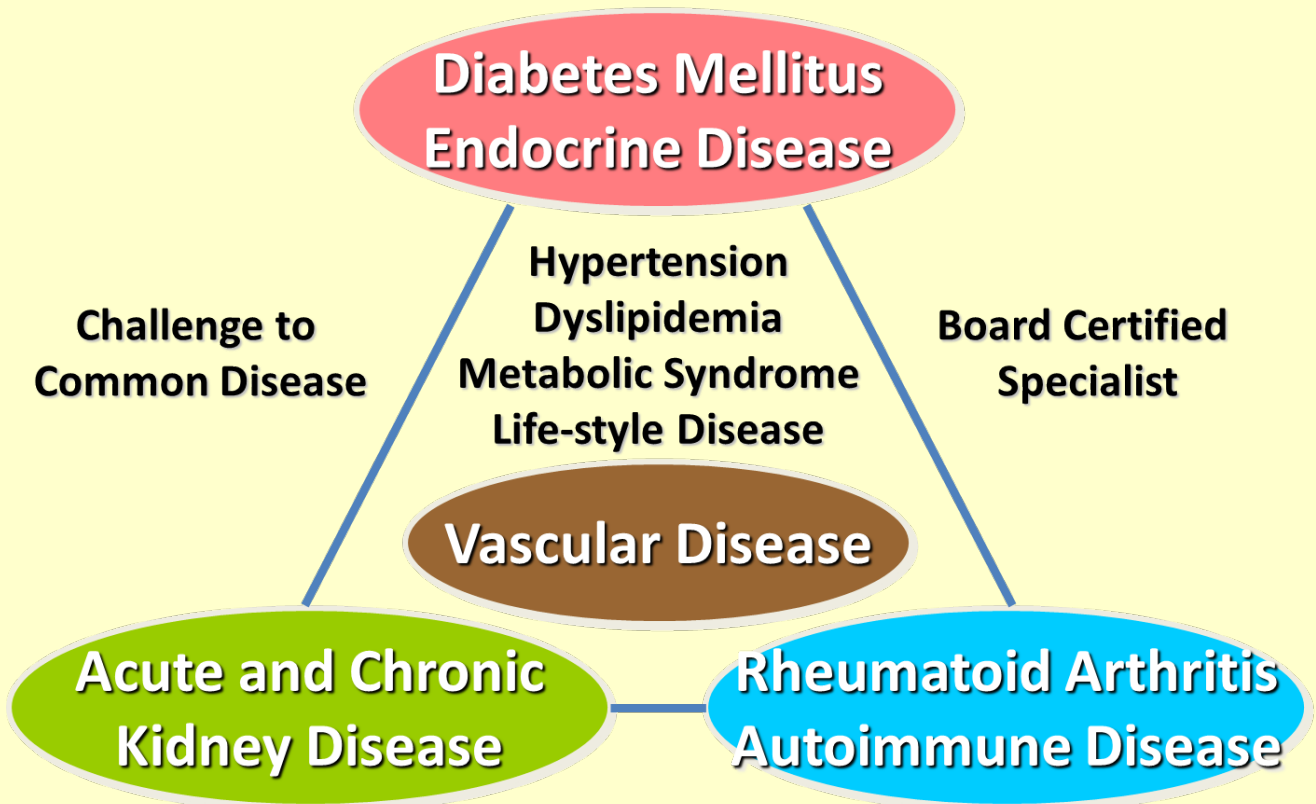 Diabetes Mellitus
Endocrine Disease
Hypertension
Dyslipidemia
Metabolic Syndrome
Life-style Disease
Challenge to
Common Disease
Board Certified
Specialist
Vascular Disease
Acute and Chronic
Kidney Disease
Rheumatoid Arthritis
Autoimmune Disease